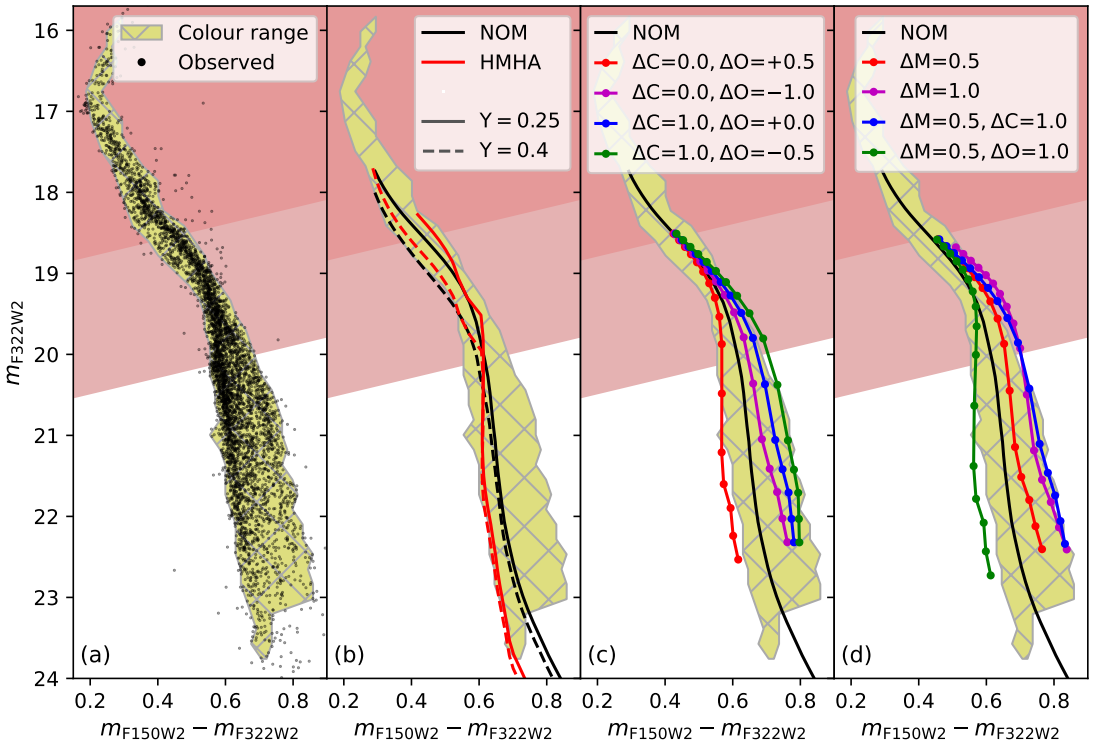 16
17
18
19
20
21
22
23
24
m_F322W2
Colour range
Observed
(a)
0.2 0.4 0.6 0.8
m_F150W2 − m_F322W2
NOM
HMHA
Y = 0.25
Y = 0.4
(b)
0.2 0.4 0.6 0.8
m_F150W2 − m_F322W2
NOM
ΔC=0.0, ΔO=+0.5
ΔC=0.0, ΔO=−1.0
ΔC=1.0, ΔO=+0.0
ΔC=1.0, ΔO=−0.5
(c)
0.2 0.4 0.6 0.8
m_F150W2 − m_F322W2
NOM
ΔM=0.5
ΔM=1.0
ΔM=0.5, ΔC=1.0
ΔM=0.5, ΔO=1.0
(d)
0.2 0.4 0.6 0.8
m_F150W2 − m_F322W2